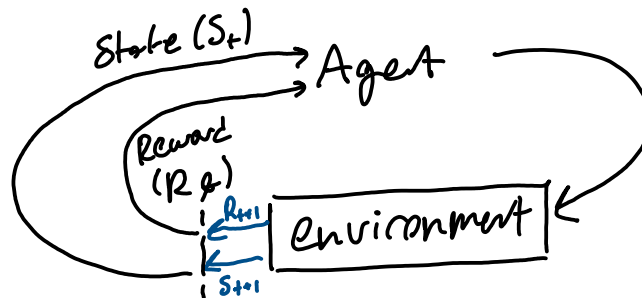 State (St)
Agent
Reward
(Rt)
Rt+1
environment
St+1